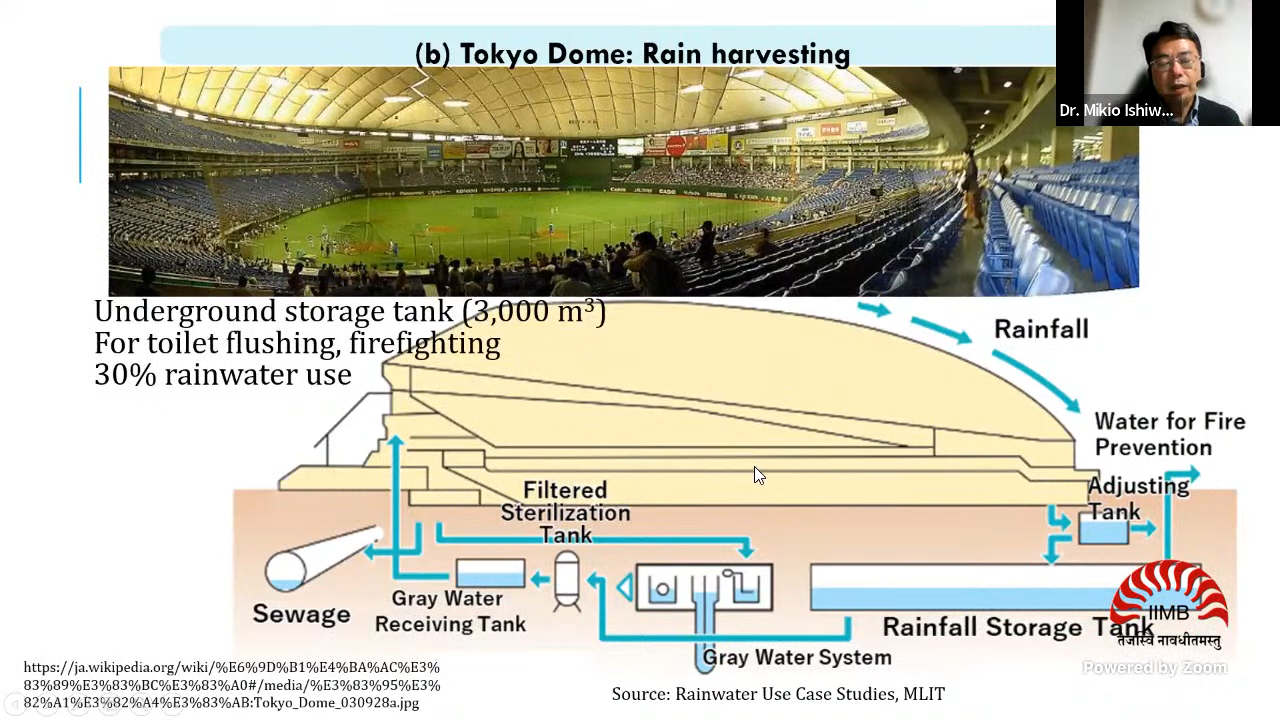 (b) Tokyo Dome: Rain harvesting
Dr. Mikio Ishiw...
Underground storage tank (3,000 m³)
For toilet flushing, firefighting
30% rainwater use
Rainfall
Water for Fire
Prevention
Adjusting
Tank
Filtered
Sterilization
Tank
Sewage
Gray Water
Receiving Tank
Gray Water System
Rainfall Storage Tank
IIMB
तेजस्वि नावधीतमस्तु
Powered by Zoom
https://ja.wikipedia.org/wiki/%E6%9D%B1%E4%BA%AC%E3%
83%89%E3%83%BC%E3%83%A0#/media/%E3%83%95%E3%
82%A1%E3%82%A4%E3%83%AB:Tokyo_Dome_030928a.jpg
Source: Rainwater Use Case Studies, MLIT